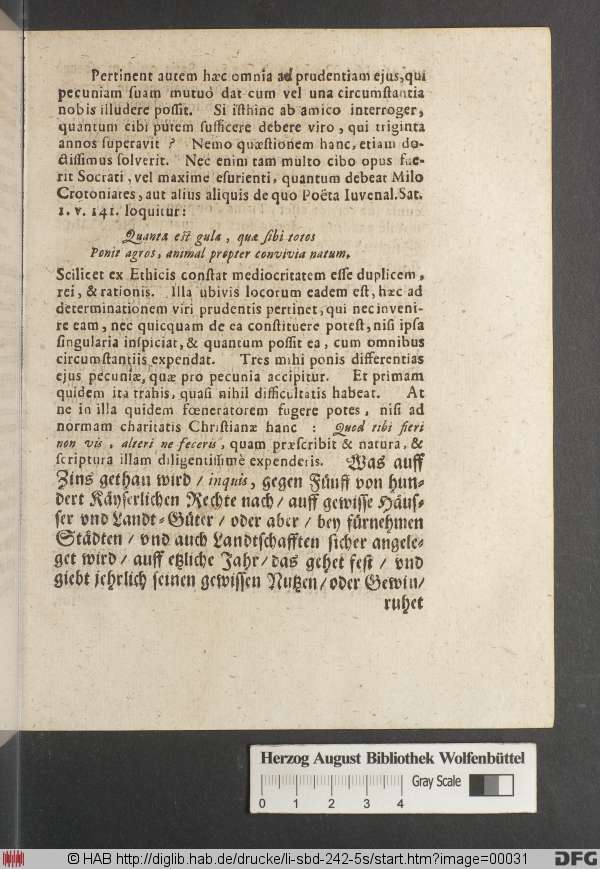 Pertinent autem hæc omnia ad prudentiam ejus, qui
pecuniam suam mutuò dat cum vel una circumstantia
nobis illudere possit. Si isthinc ab amico interroger,
quantum cibi putem sufficere debere viro, qui triginta
annos superavit? Nemo quæstionem hanc, etiam do-
ctissimus solverit. Nec enim tam multo cibo opus fue-
rit Socrati, vel maxime esurienti, quantum debeat Milo
Crotoniates, aut alius aliquis de quo Poëta Iuvenal. Sat.
1. v. 141. loquitur:
Quanta est gula, quæ sibi totos
Ponit agros, animal propter convivia natum.
Scilicet ex Ethicis constat mediocritatem esse duplicem,
rei, & rationis. Illa ubivis locorum eadem est, hæc ad
determinationem viri prudentis pertinet, qui nec inveni-
re eam, nec quicquam de ea constituere potest, nisi ipsa
singularia inspiciat, & quantum possit ea, cum omnibus
circumstantiis expendat. Tres mihi ponis differentias
ejus pecuniæ, quæ pro pecunia accipitur. Et primam
quidem ita trahis, quasi nihil difficultatis habeat. At
ne in illa quidem fœneratorem fugere potes, nisi ad
normam charitatis Christianæ hanc : Quod tibi fieri
non vis, alteri ne feceris, quam præscribit & natura, &
scriptura illam diligentissimè expenderis. Was auff
Zins gethan wird / inquis, gegen Fünff von hun-
dert Käyserlichen Rechte nach / auff gewisse Häus-
ser vnd Landt-Güter / oder aber / bey fürnehmen
Städten / vnd auch Landtschafften sicher angele-
get wird / auff etzliche Jahr / das gehet fest / vnd
giebt jehrlich seinen gewissen Nutzen / oder Gewin /
ruhet
Herzog August Bibliothek Wolfenbüttel
Gray Scale
0 1 2 3 4
© HAB http://diglib.hab.de/drucke/li-sbd-242-5s/start.htm?image=00031
DFG